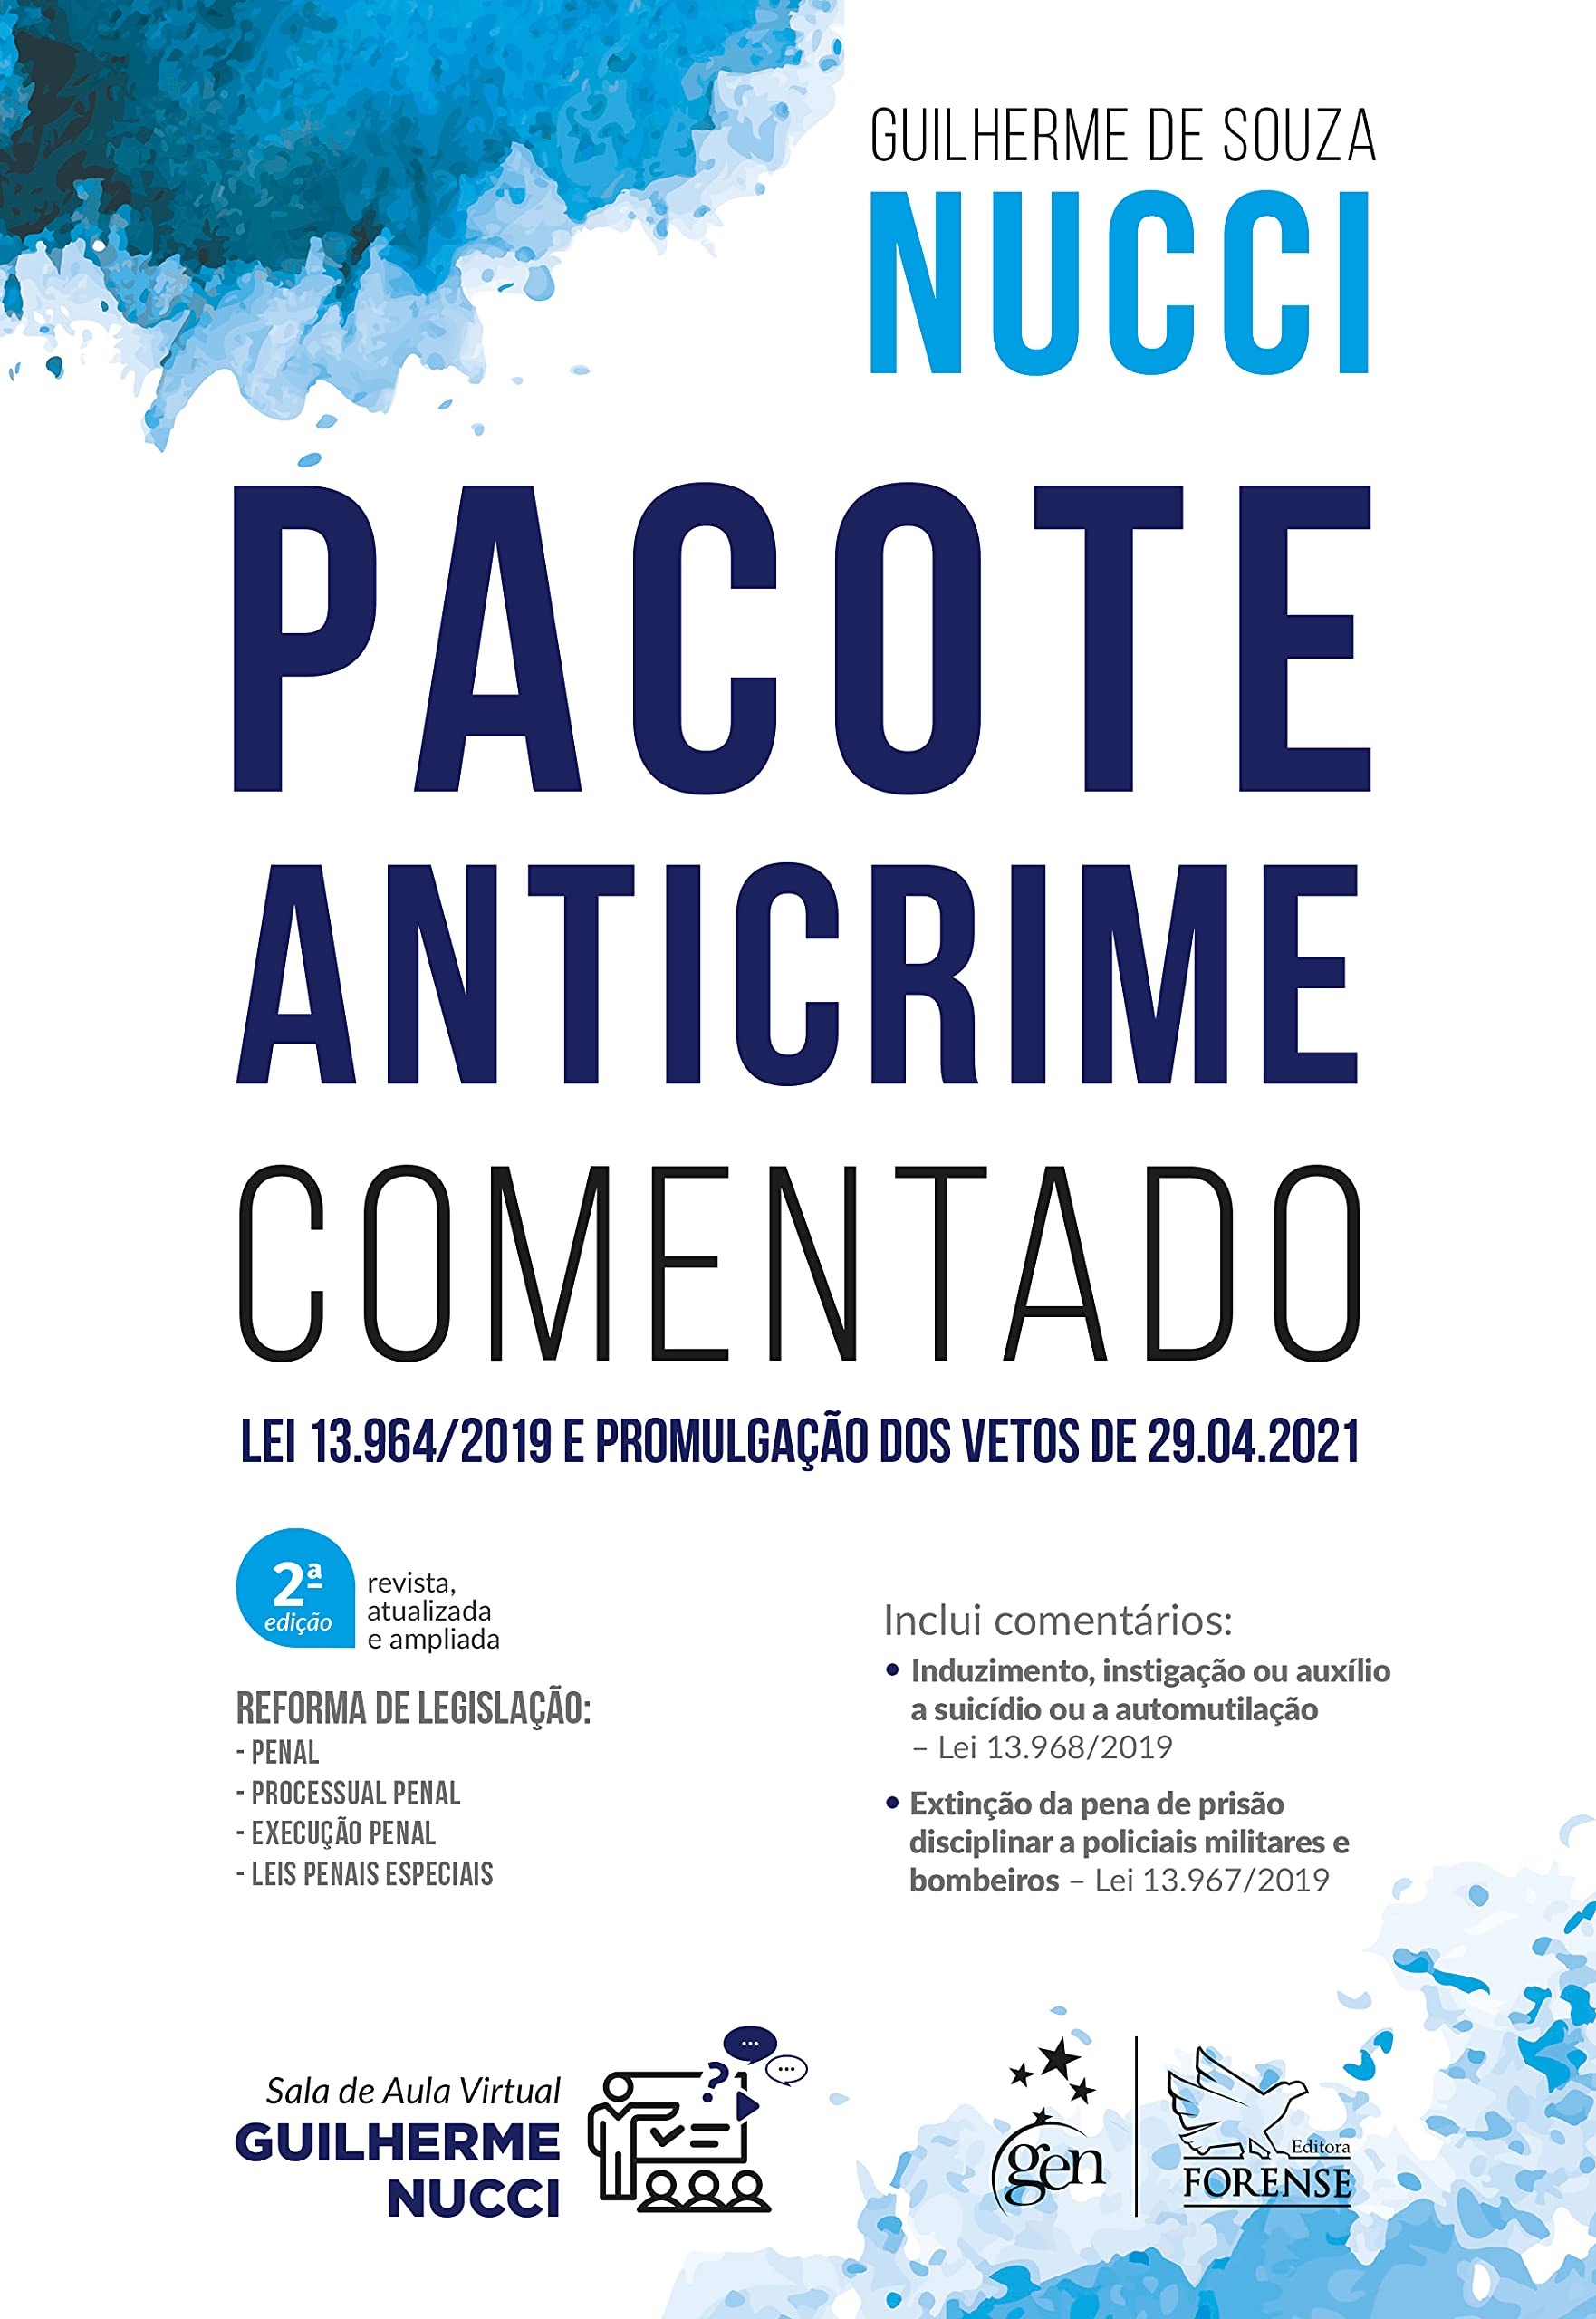 GUILHERME DE SOUZA
NUCCI
PACOTE
ANTICRIME
COMENTADO
LEI 13.964/2019 E PROMULGAÇÃO DOS VETOS DE 29.04.2021
2ª
edição
revista,
atualizada
e ampliada
REFORMA DE LEGISLAÇÃO:
- PENAL
- PROCESSUAL PENAL
- EXECUÇÃO PENAL
- LEIS PENAIS ESPECIAIS
Inclui comentários:
• Induzimento, instigação ou auxílio
a suicídio ou a automutilação
– Lei 13.968/2019
• Extinção da pena de prisão
disciplinar a policiais militares e
bombeiros – Lei 13.967/2019
Sala de Aula Virtual
GUILHERME
NUCCI
?
gen
Editora
FORENSE